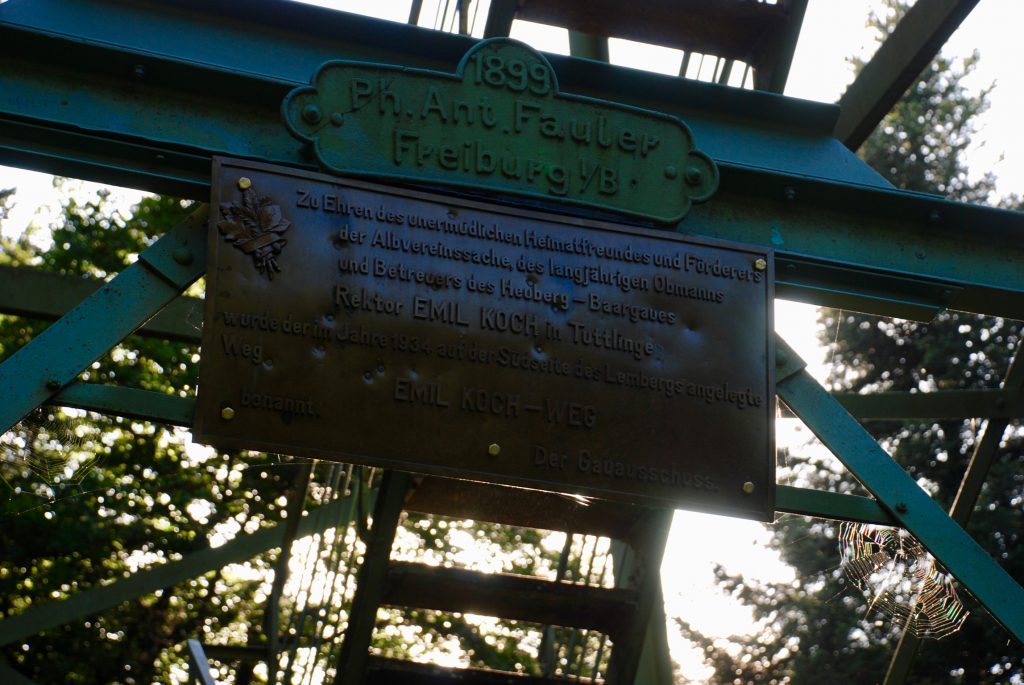 1899
Ph. Ant. Fauler
Freiburg i/B.
Zu Ehren des unermüdlichen Heimatfreundes und Förderers
der Albvereinssache, des langjährigen Obmanns
und Betreuers des Heuberg-Baargaues
Rektor EMIL KOCH in Tuttlingen
wurde der im Jahre 1934 auf der Südseite des Lembergs angelegte
Weg
EMIL KOCH-WEG
benannt.
Der Gauausschuss.